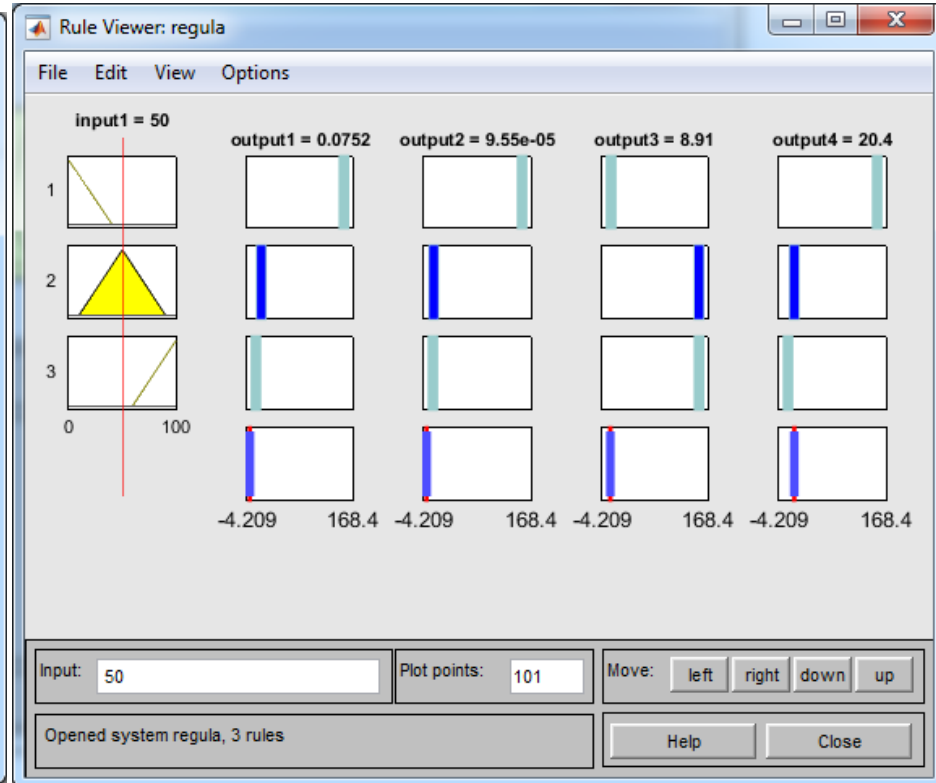 Rule Viewer: regula
File Edit View Options
input1 = 50
output1 = 0.0752 output2 = 9.55e-05 output3 = 8.91 output4 = 20.4
1
2
3
0 100
-4.209 168.4 -4.209 168.4 -4.209 168.4 -4.209 168.4
Input: 50 Plot points: 101 Move: left right down up
Opened system regula, 3 rules Help Close